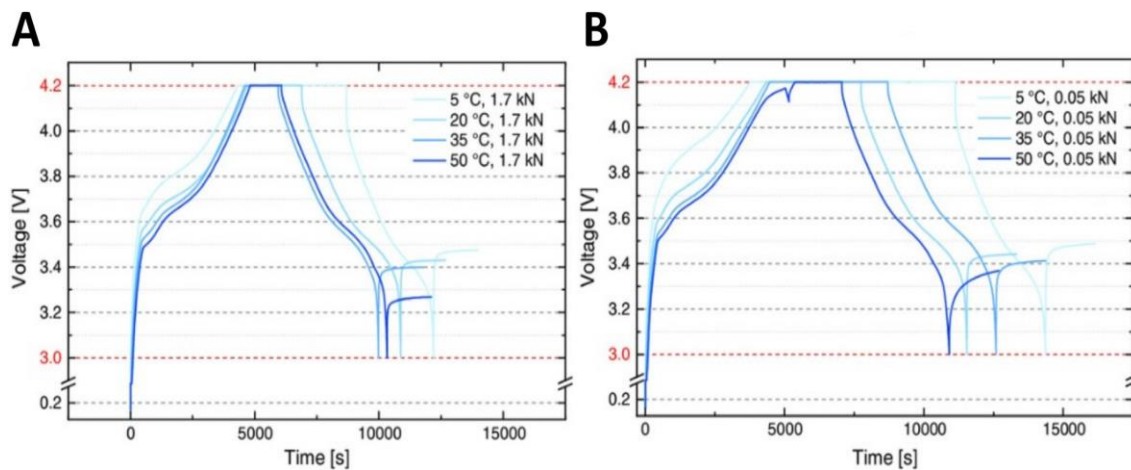 A
B
4.2
4.0
3.8
3.6
3.4
3.2
3.0
0.2
Voltage [V]
5 °C, 1.7 kN
20 °C, 1.7 kN
35 °C, 1.7 kN
50 °C, 1.7 kN
0
5000
10000
15000
Time [s]
4.2
4.0
3.8
3.6
3.4
3.2
3.0
0.2
Voltage [V]
5 °C, 0.05 kN
20 °C, 0.05 kN
35 °C, 0.05 kN
50 °C, 0.05 kN
0
5000
10000
15000
Time [s]